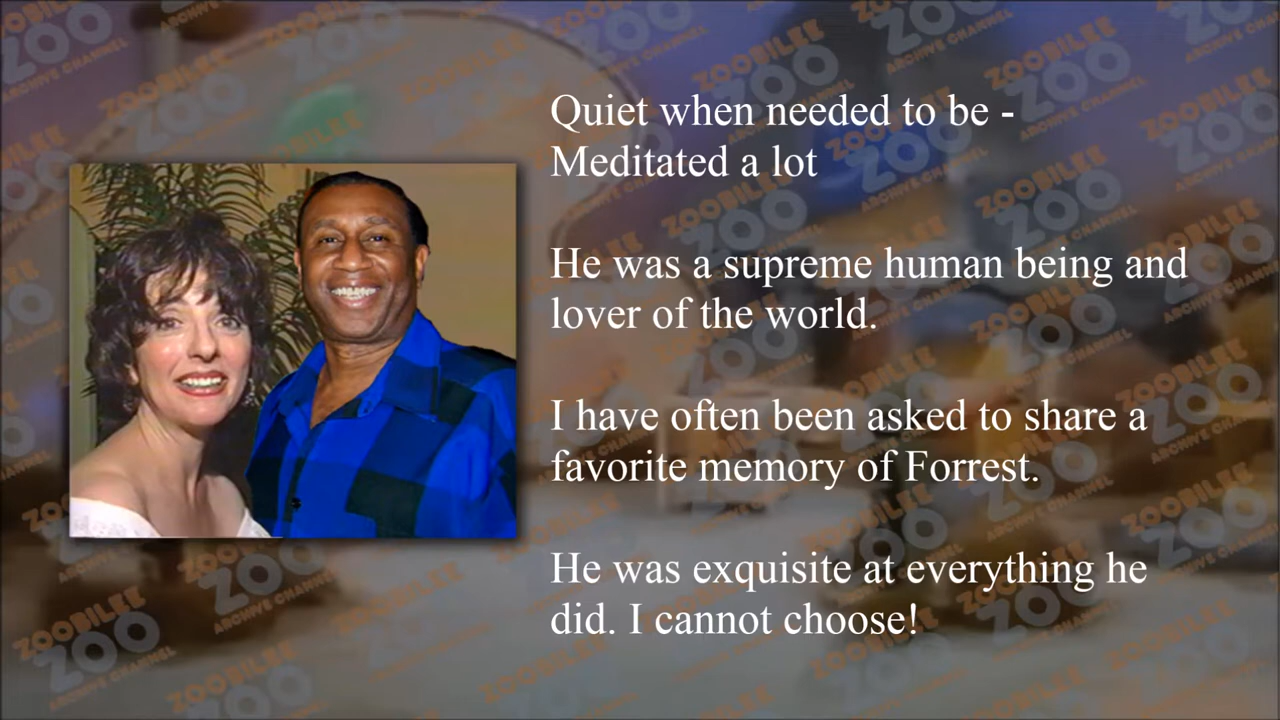 Quiet when needed to be -
Meditated a lot
He was a supreme human being and
lover of the world.
I have often been asked to share a
favorite memory of Forrest.
He was exquisite at everything he
did. I cannot choose!
ZOOBILEE
ZOO
ARCHIVE CHANNEL